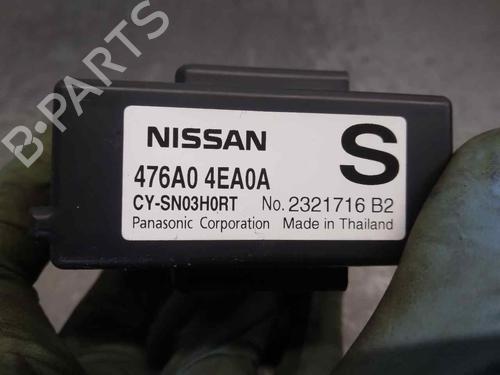 NISSAN
S
476A0 4EA0A
CY-SN03H0RT No. 2321716 B2
Panasonic Corporation Made in Thailand
B-PARTS